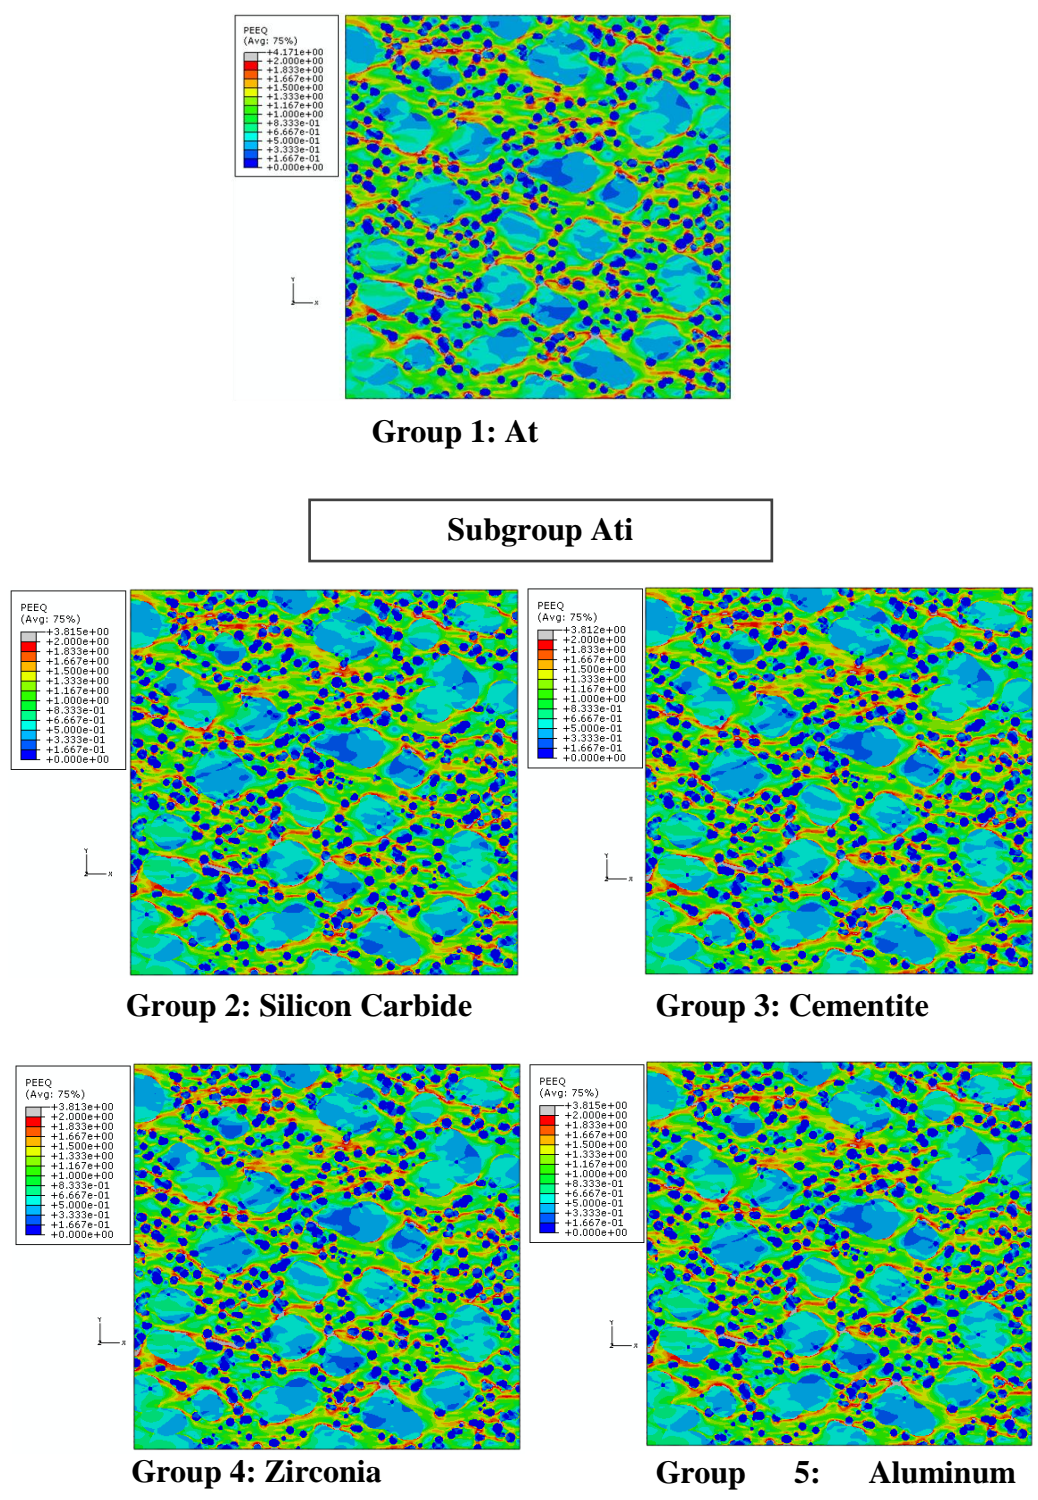 PEEQ
(Avg: 75%)
+4.171e+00
+2.000e+00
+1.833e+00
+1.667e+00
+1.500e+00
+1.333e+00
+1.167e+00
+1.000e+00
+8.333e-01
+6.667e-01
+5.000e-01
+3.333e-01
+1.667e-01
+0.000e+00
Y
Z X
Group 1: At
Subgroup Ati
PEEQ
(Avg: 75%)
+3.815e+00
+2.000e+00
+1.833e+00
+1.667e+00
+1.500e+00
+1.333e+00
+1.167e+00
+1.000e+00
+8.333e-01
+6.667e-01
+5.000e-01
+3.333e-01
+1.667e-01
+0.000e+00
Y
Z X
Group 2: Silicon Carbide
PEEQ
(Avg: 75%)
+3.812e+00
+2.000e+00
+1.833e+00
+1.667e+00
+1.500e+00
+1.333e+00
+1.167e+00
+1.000e+00
+8.333e-01
+6.667e-01
+5.000e-01
+3.333e-01
+1.667e-01
+0.000e+00
Y
Z X
Group 3: Cementite
PEEQ
(Avg: 75%)
+3.813e+00
+2.000e+00
+1.833e+00
+1.667e+00
+1.500e+00
+1.333e+00
+1.167e+00
+1.000e+00
+8.333e-01
+6.667e-01
+5.000e-01
+3.333e-01
+1.667e-01
+0.000e+00
Y
Z X
Group 4: Zirconia
PEEQ
(Avg: 75%)
+3.815e+00
+2.000e+00
+1.833e+00
+1.667e+00
+1.500e+00
+1.333e+00
+1.167e+00
+1.000e+00
+8.333e-01
+6.667e-01
+5.000e-01
+3.333e-01
+1.667e-01
+0.000e+00
Y
Z X
Group 5: Aluminum